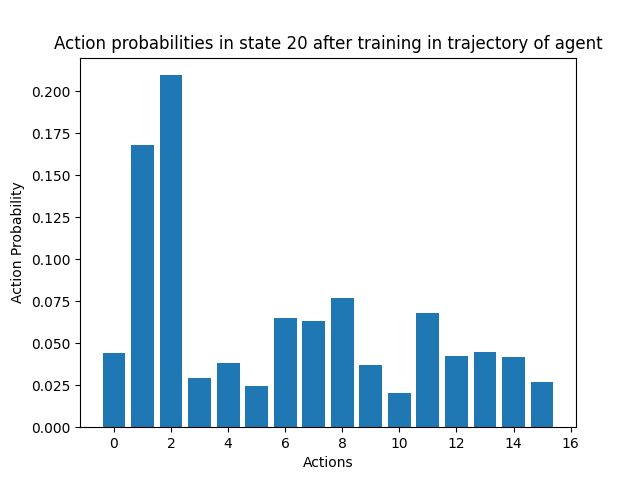 Action probabilities in state 20 after training in trajectory of agent
0.200
0.175
0.150
0.125
0.100
0.075
0.050
0.025
0.000
Action Probability
0 2 4 6 8 10 12 14 16
Actions